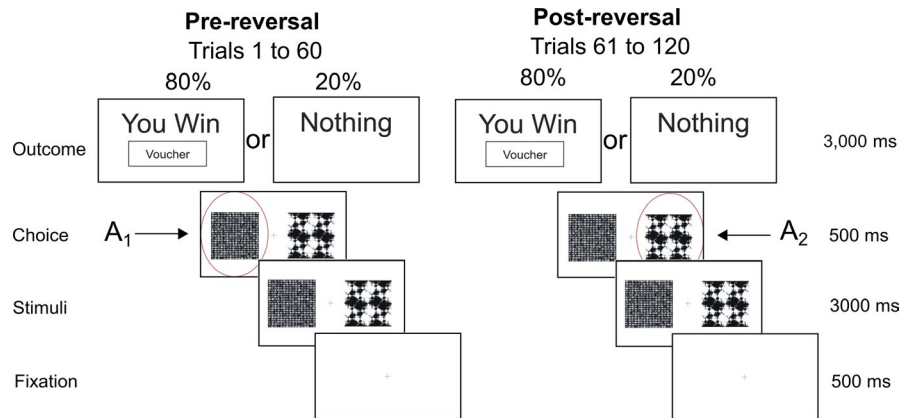 Pre-reversal
Trials 1 to 60
80%
20%
Post-reversal
Trials 61 to 120
80%
20%
Outcome
You Win
Voucher
or
Nothing
You Win
Voucher
or
Nothing
3,000 ms
Choice
A₁
A₂
500 ms
Stimuli
3000 ms
Fixation
500 ms